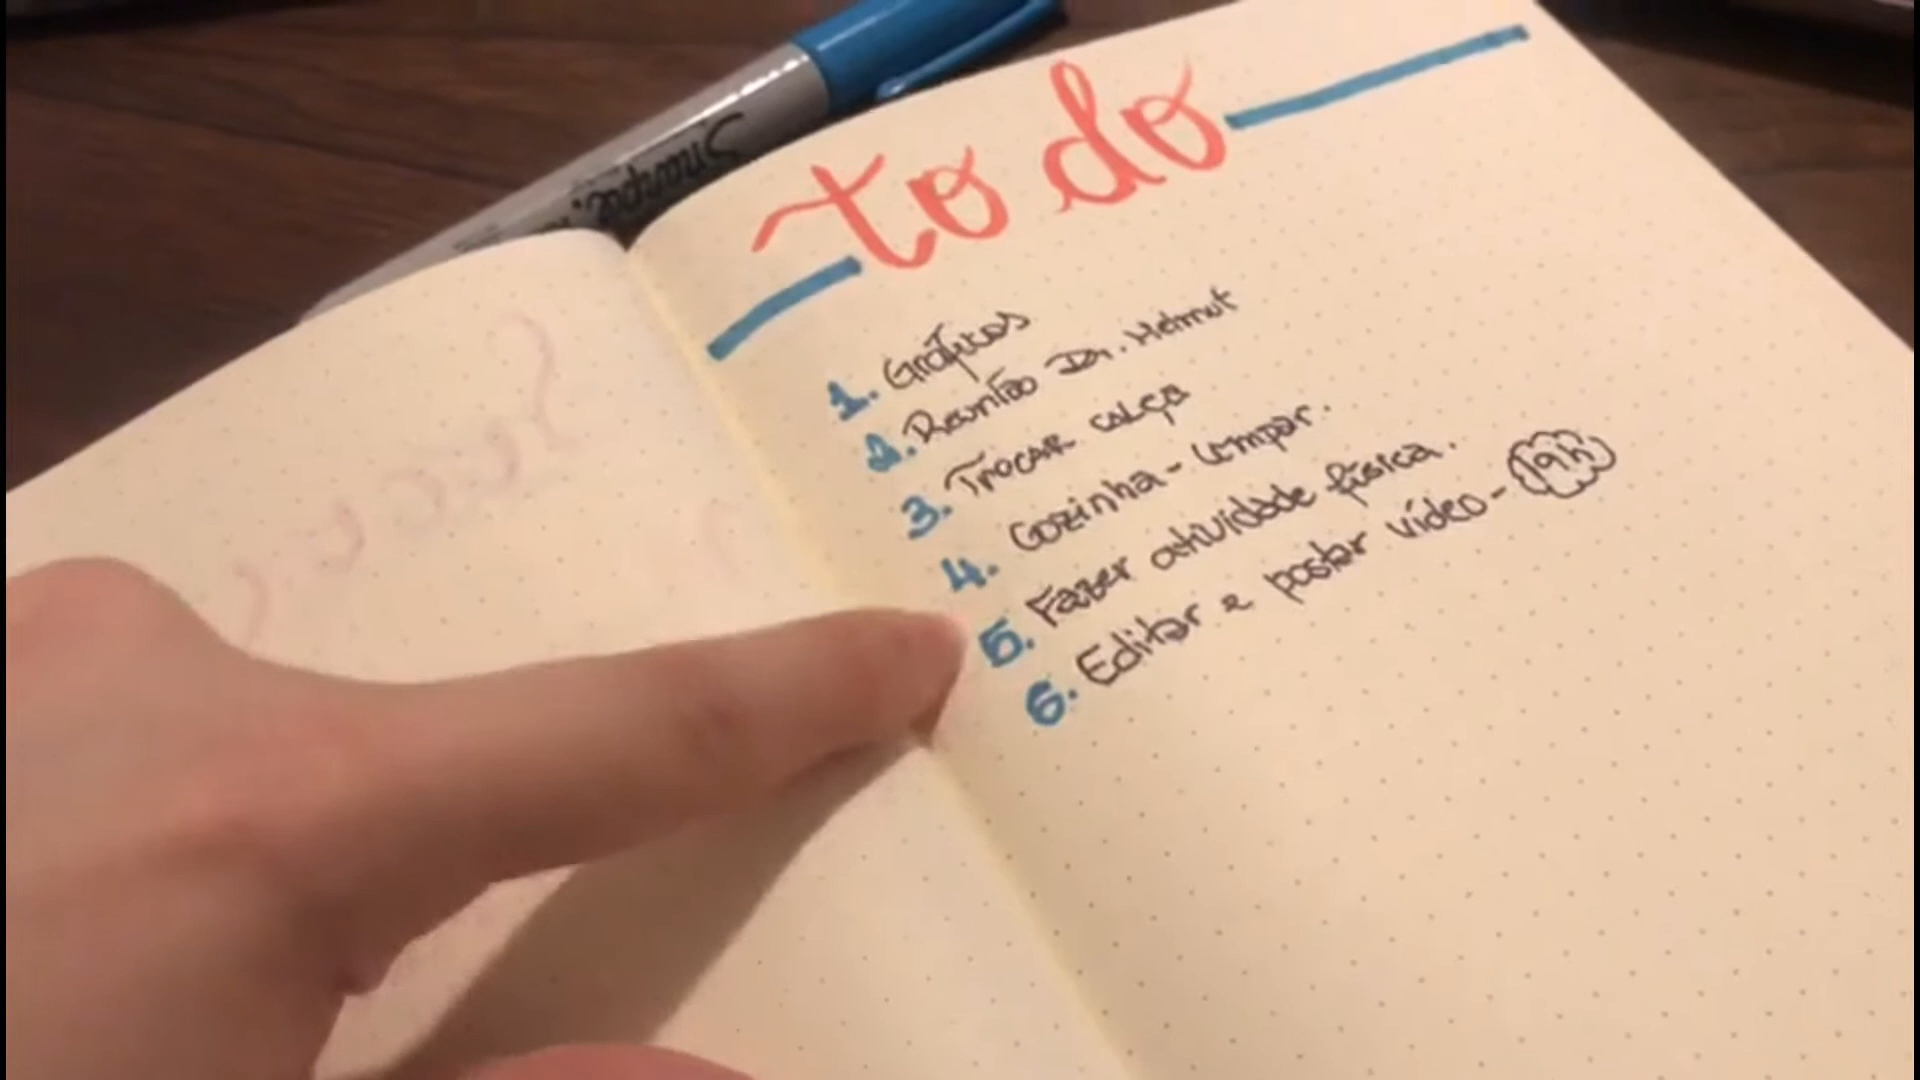 Sharpie.
to do
1. Gráficos
2. Reunião Dr. Helmut
3. Trocar calça
4. Cozinha - limpar.
5. Fazer atividade física.
6. Editar e postar vídeo - 19h